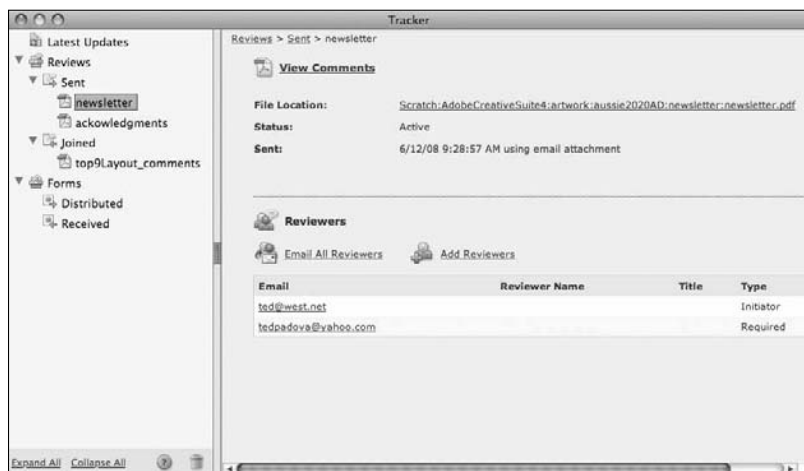 Tracker
Latest Updates
Reviews
Sent
newsletter
ackowledgments
Joined
top9Layout_comments
Forms
Distributed
Received
Expand All Collapse All
?
Reviews > Sent > newsletter
View Comments
File Location: Scratch:AdobeCreativeSuite4:artwork:aussie2020AD:newsletter:newsletter.pdf
Status: Active
Sent: 6/12/08 9:28:57 AM using email attachment
Reviewers
Email All Reviewers Add Reviewers
Email Reviewer Name Title Type
ted@west.net Initiator
tedpadova@yahoo.com Required